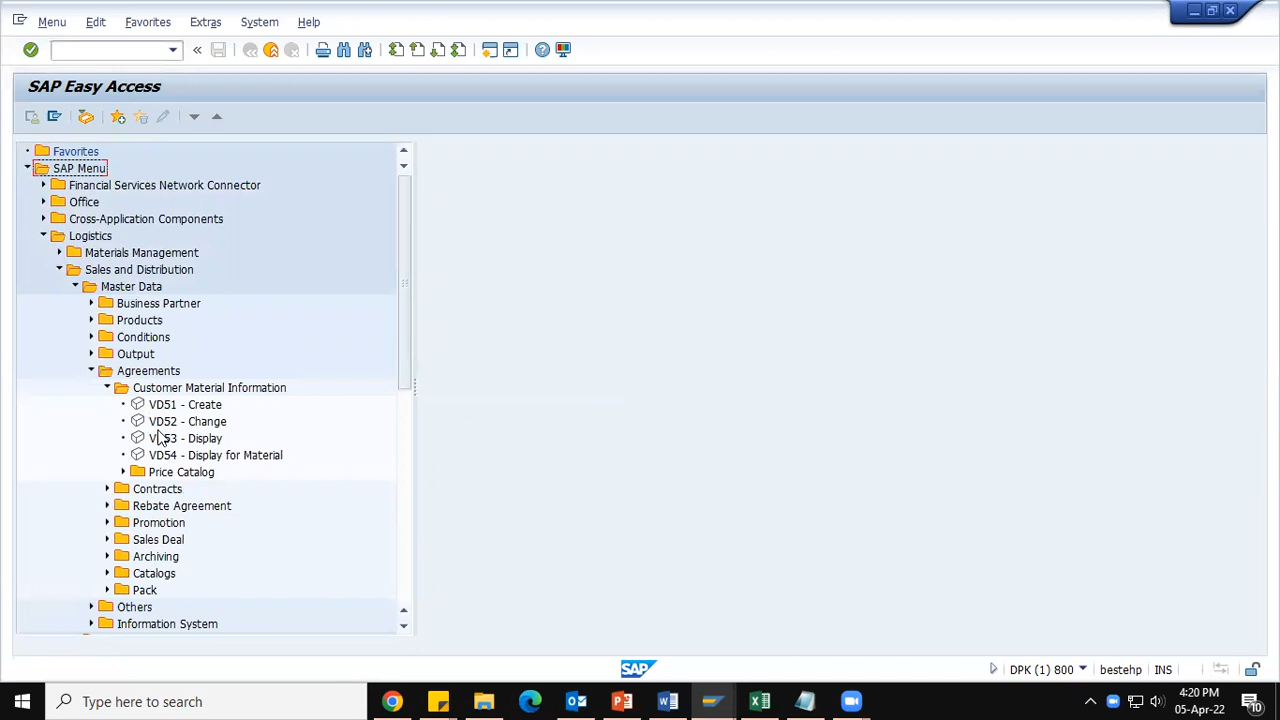 Menu Edit Favorites Extras System Help
SAP Easy Access
Favorites
SAP Menu
Financial Services Network Connector
Office
Cross-Application Components
Logistics
Materials Management
Sales and Distribution
Master Data
Business Partner
Products
Conditions
Output
Agreements
Customer Material Information
VD51 - Create
VD52 - Change
VD53 - Display
VD54 - Display for Material
Price Catalog
Contracts
Rebate Agreement
Promotion
Sales Deal
Archiving
Catalogs
Pack
Others
Information System
SAP DPK (1) 800 bestehp INS
Type here to search
4:20 PM
05-Apr-22
10